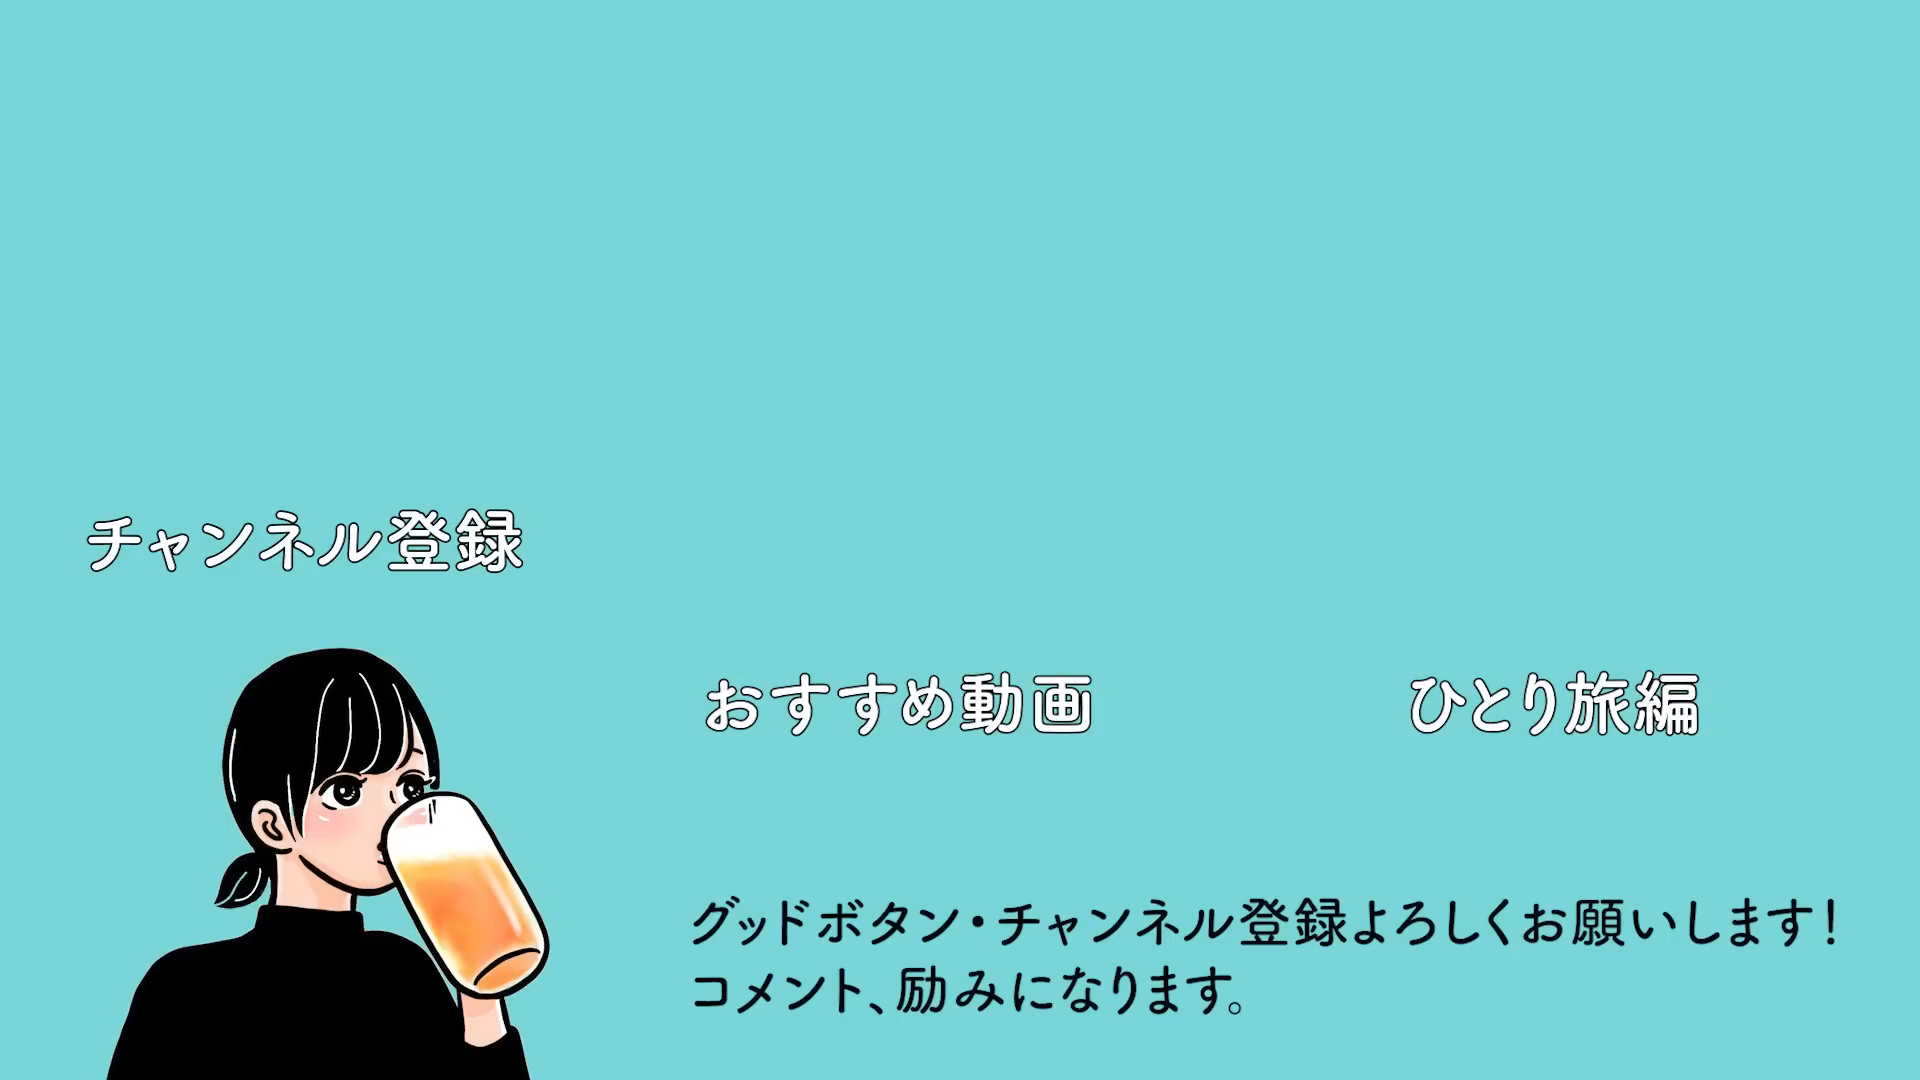 チャンネル登録
おすすめ動画
ひとり旅編
グッドボタン・チャンネル登録よろしくお願いします!
コメント、励みになります。